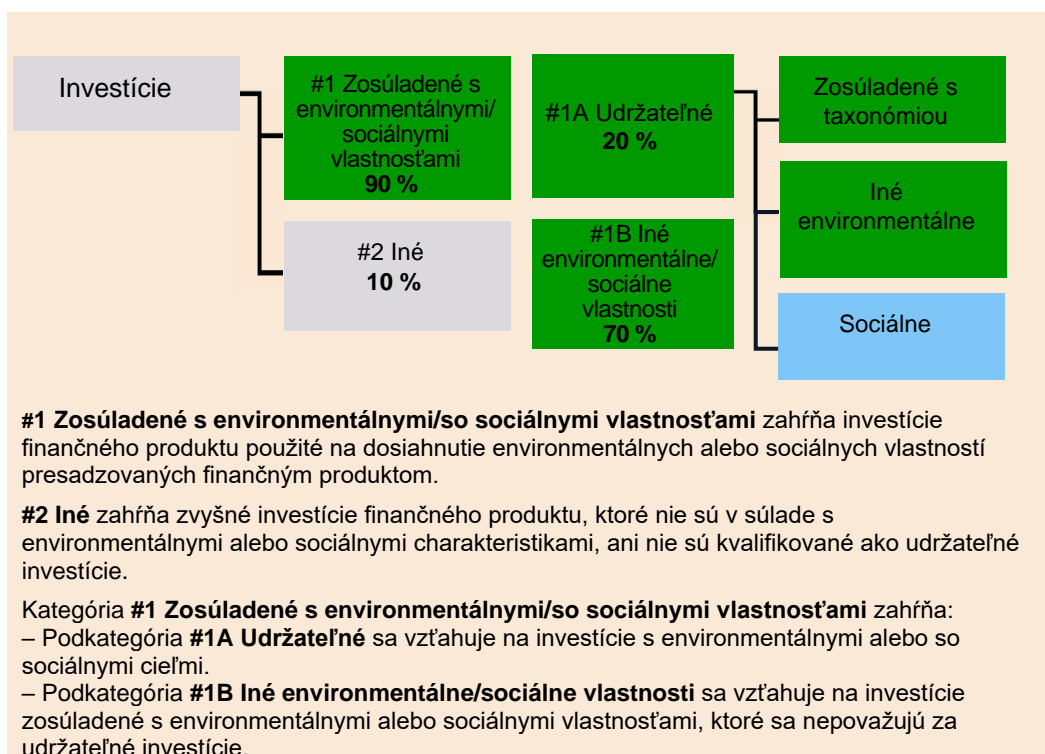 Investície
#1 Zosúladené s
environmentálnymi/
sociálnymi
vlastnosťami
90 %
#2 Iné
10 %
#1A Udržateľné
20 %
#1B Iné
environmentálne/
sociálne
vlastnosti
70 %
Zosúladené s
taxonómiou
Iné
environmentálne
Sociálne
#1 Zosúladené s environmentálnymi/so sociálnymi vlastnosťami zahŕňa investície
finančného produktu použité na dosiahnutie environmentálnych alebo sociálnych vlastností
presadzovaných finančným produktom.
#2 Iné zahŕňa zvyšné investície finančného produktu, ktoré nie sú v súlade s
environmentálnymi alebo sociálnymi charakteristikami, ani nie sú kvalifikované ako udržateľné
investície.
Kategória #1 Zosúladené s environmentálnymi/so sociálnymi vlastnosťami zahŕňa:
– Podkategória #1A Udržateľné sa vzťahuje na investície s environmentálnymi alebo so
sociálnymi cieľmi.
– Podkategória #1B Iné environmentálne/sociálne vlastnosti sa vzťahuje na investície
zosúladené s environmentálnymi alebo sociálnymi vlastnosťami, ktoré sa nepovažujú za
udržateľné investície.